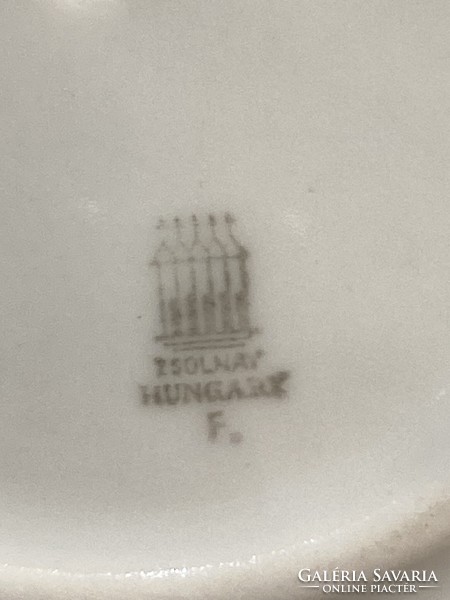 ZSOLNAY
HUNGARY
F.
GALÉRIA SAVARIA
ONLINE PIACTÉR